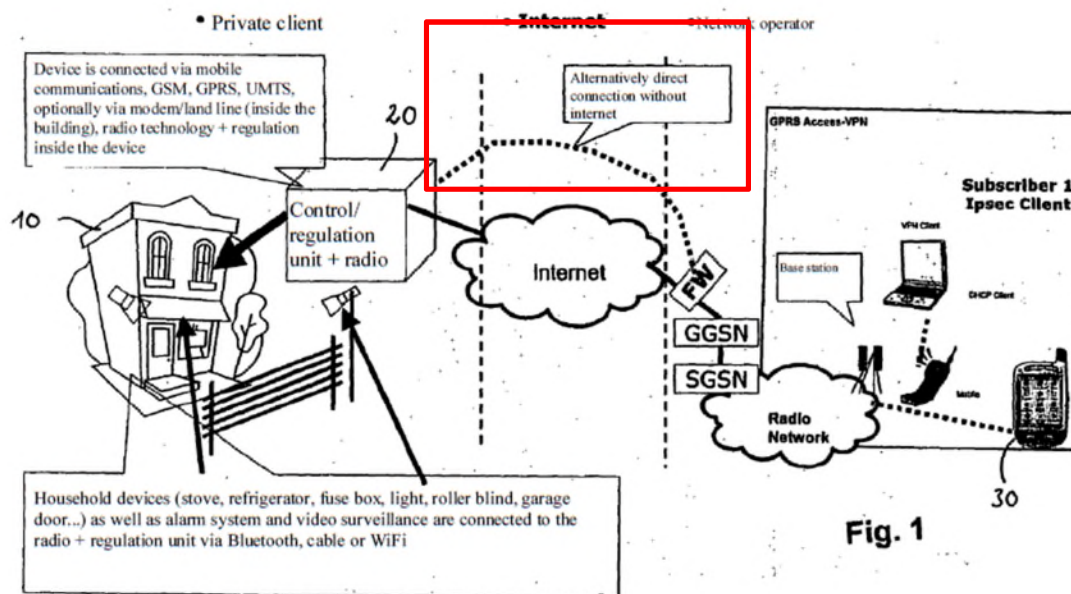 • Private client
• Internet
• Network operator
Device is connected via mobile
communications, GSM, GPRS, UMTS,
optionally via modem/land line (inside the
building), radio technology + regulation
inside the device
20
Alternatively direct
connection without
internet
GPRS Access-VPN
Subscriber 1
Ipsec Client
VPN Client
10
Control/
regulation
unit + radio
Internet
FW
Base station
DHCP Client
GGSN
SGSN
Mobile
Radio
Network
30
Household devices (stove, refrigerator, fuse box, light, roller blind, garage
door...) as well as alarm system and video surveillance are connected to the
radio + regulation unit via Bluetooth, cable or WiFi
Fig. 1